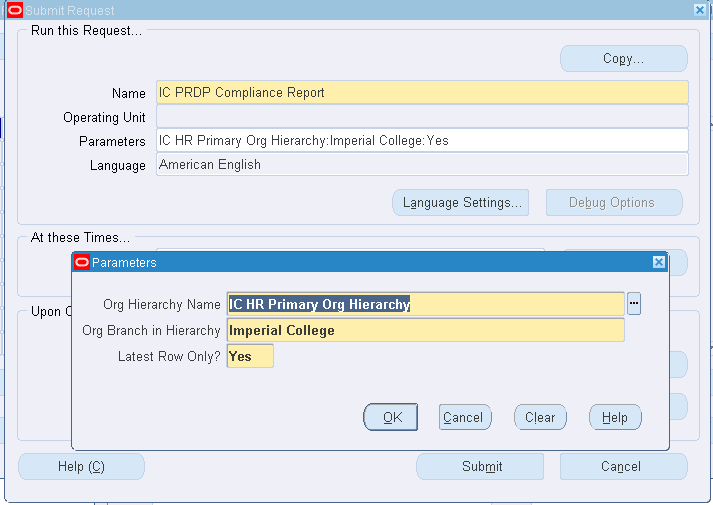 Submit Request
Run this Request...
Copy...
Name IC PRDP Compliance Report
Operating Unit
Parameters IC HR Primary Org Hierarchy:Imperial College:Yes
Language American English
Language Settings... Debug Options
At these Times...
Parameters
Upon
Org Hierarchy Name IC HR Primary Org Hierarchy ...
Org Branch in Hierarchy Imperial College
Latest Row Only? Yes
OK Cancel Clear Help
Help (C) Submit Cancel